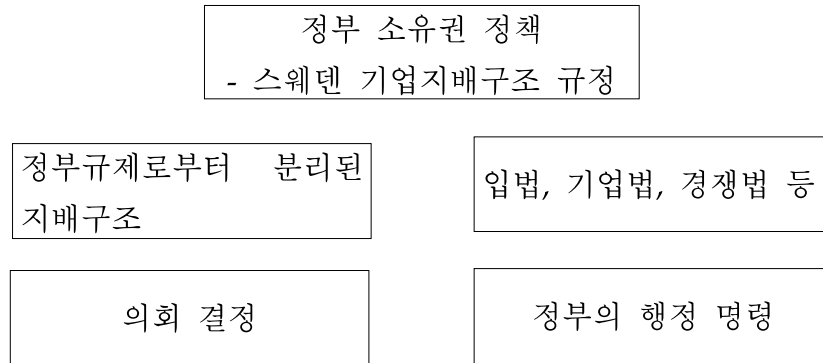 정부 소유권 정책
- 스웨덴 기업지배구조 규정
정부규제로부터 분리된
지배구조
입법, 기업법, 경쟁법 등
의회 결정
정부의 행정 명령